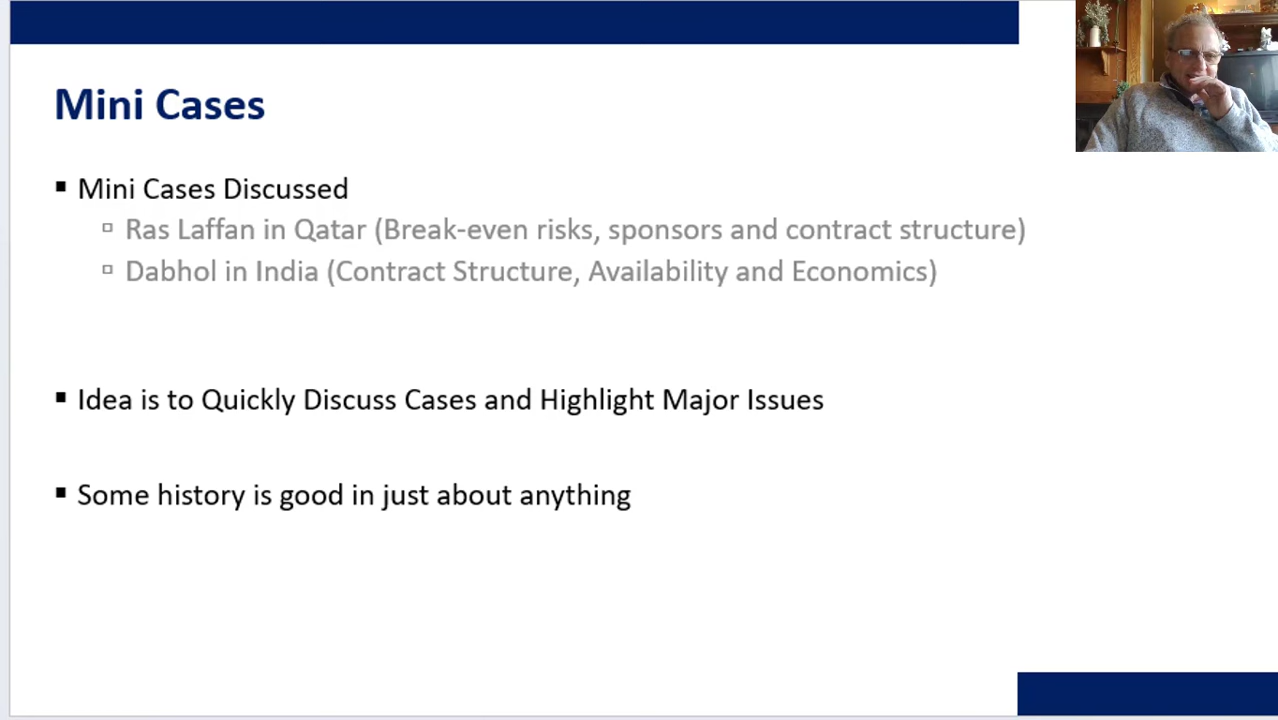 Mini Cases
Mini Cases Discussed
Ras Laffan in Qatar (Break-even risks, sponsors and contract structure)
Dabhol in India (Contract Structure, Availability and Economics)
Idea is to Quickly Discuss Cases and Highlight Major Issues
Some history is good in just about anything